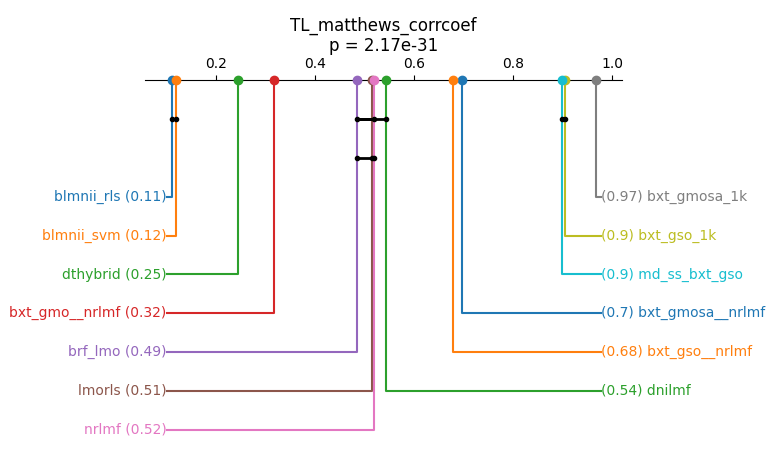 TL_matthews_corrcoef
p = 2.17e-31
0.2 0.4 0.6 0.8 1.0
blmnii_rls (0.11)
(0.97) bxt_gmosa_1k
blmnii_svm (0.12)
(0.9) bxt_gso_1k
dthybrid (0.25)
(0.9) md_ss_bxt_gso
bxt_gmo__nrlmf (0.32)
(0.7) bxt_gmosa__nrlmf
brf_lmo (0.49)
(0.68) bxt_gso__nrlmf
lmorls (0.51)
(0.54) dnilmf
nrlmf (0.52)